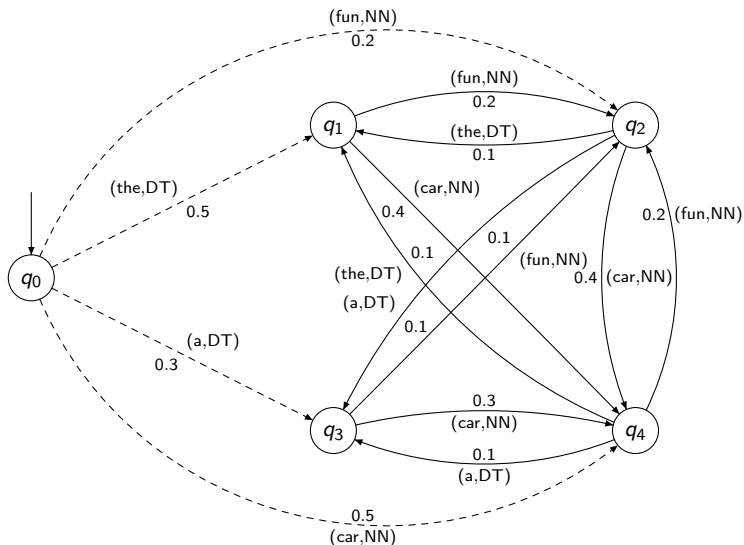 (fun,NN)
0.2
(fun,NN)
0.2
q1
q2
(the,DT)
0.1
(the,DT)
0.5
(car,NN)
0.4
0.2
(fun,NN)
0.1
0.1
(fun,NN)
(the,DT)
q0
0.4
(car,NN)
(a,DT)
0.1
(a,DT)
0.3
0.3
(car,NN)
q3
q4
0.1
(a,DT)
0.5
(car,NN)